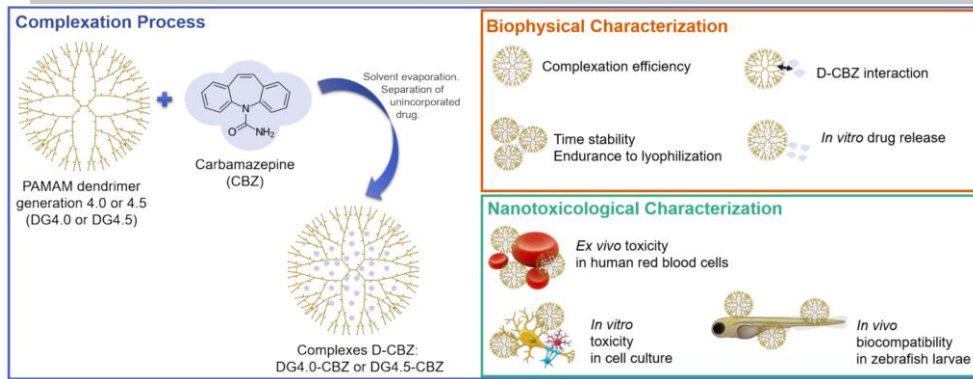 Complexation Process
N
O
NH₂
Solvent evaporation.
Separation of
unincorporated
drug.
Carbamazepine
(CBZ)
PAMAM dendrimer
generation 4.0 or 4.5
(DG4.0 or DG4.5)
Complexes D-CBZ:
DG4.0-CBZ or DG4.5-CBZ
Biophysical Characterization
Complexation efficiency
D-CBZ interaction
Time stability
Endurance to lyophilization
In vitro drug release
Nanotoxicological Characterization
Ex vivo toxicity
in human red blood cells
In vitro
toxicity
in cell culture
In vivo
biocompatibility
in zebrafish larvae